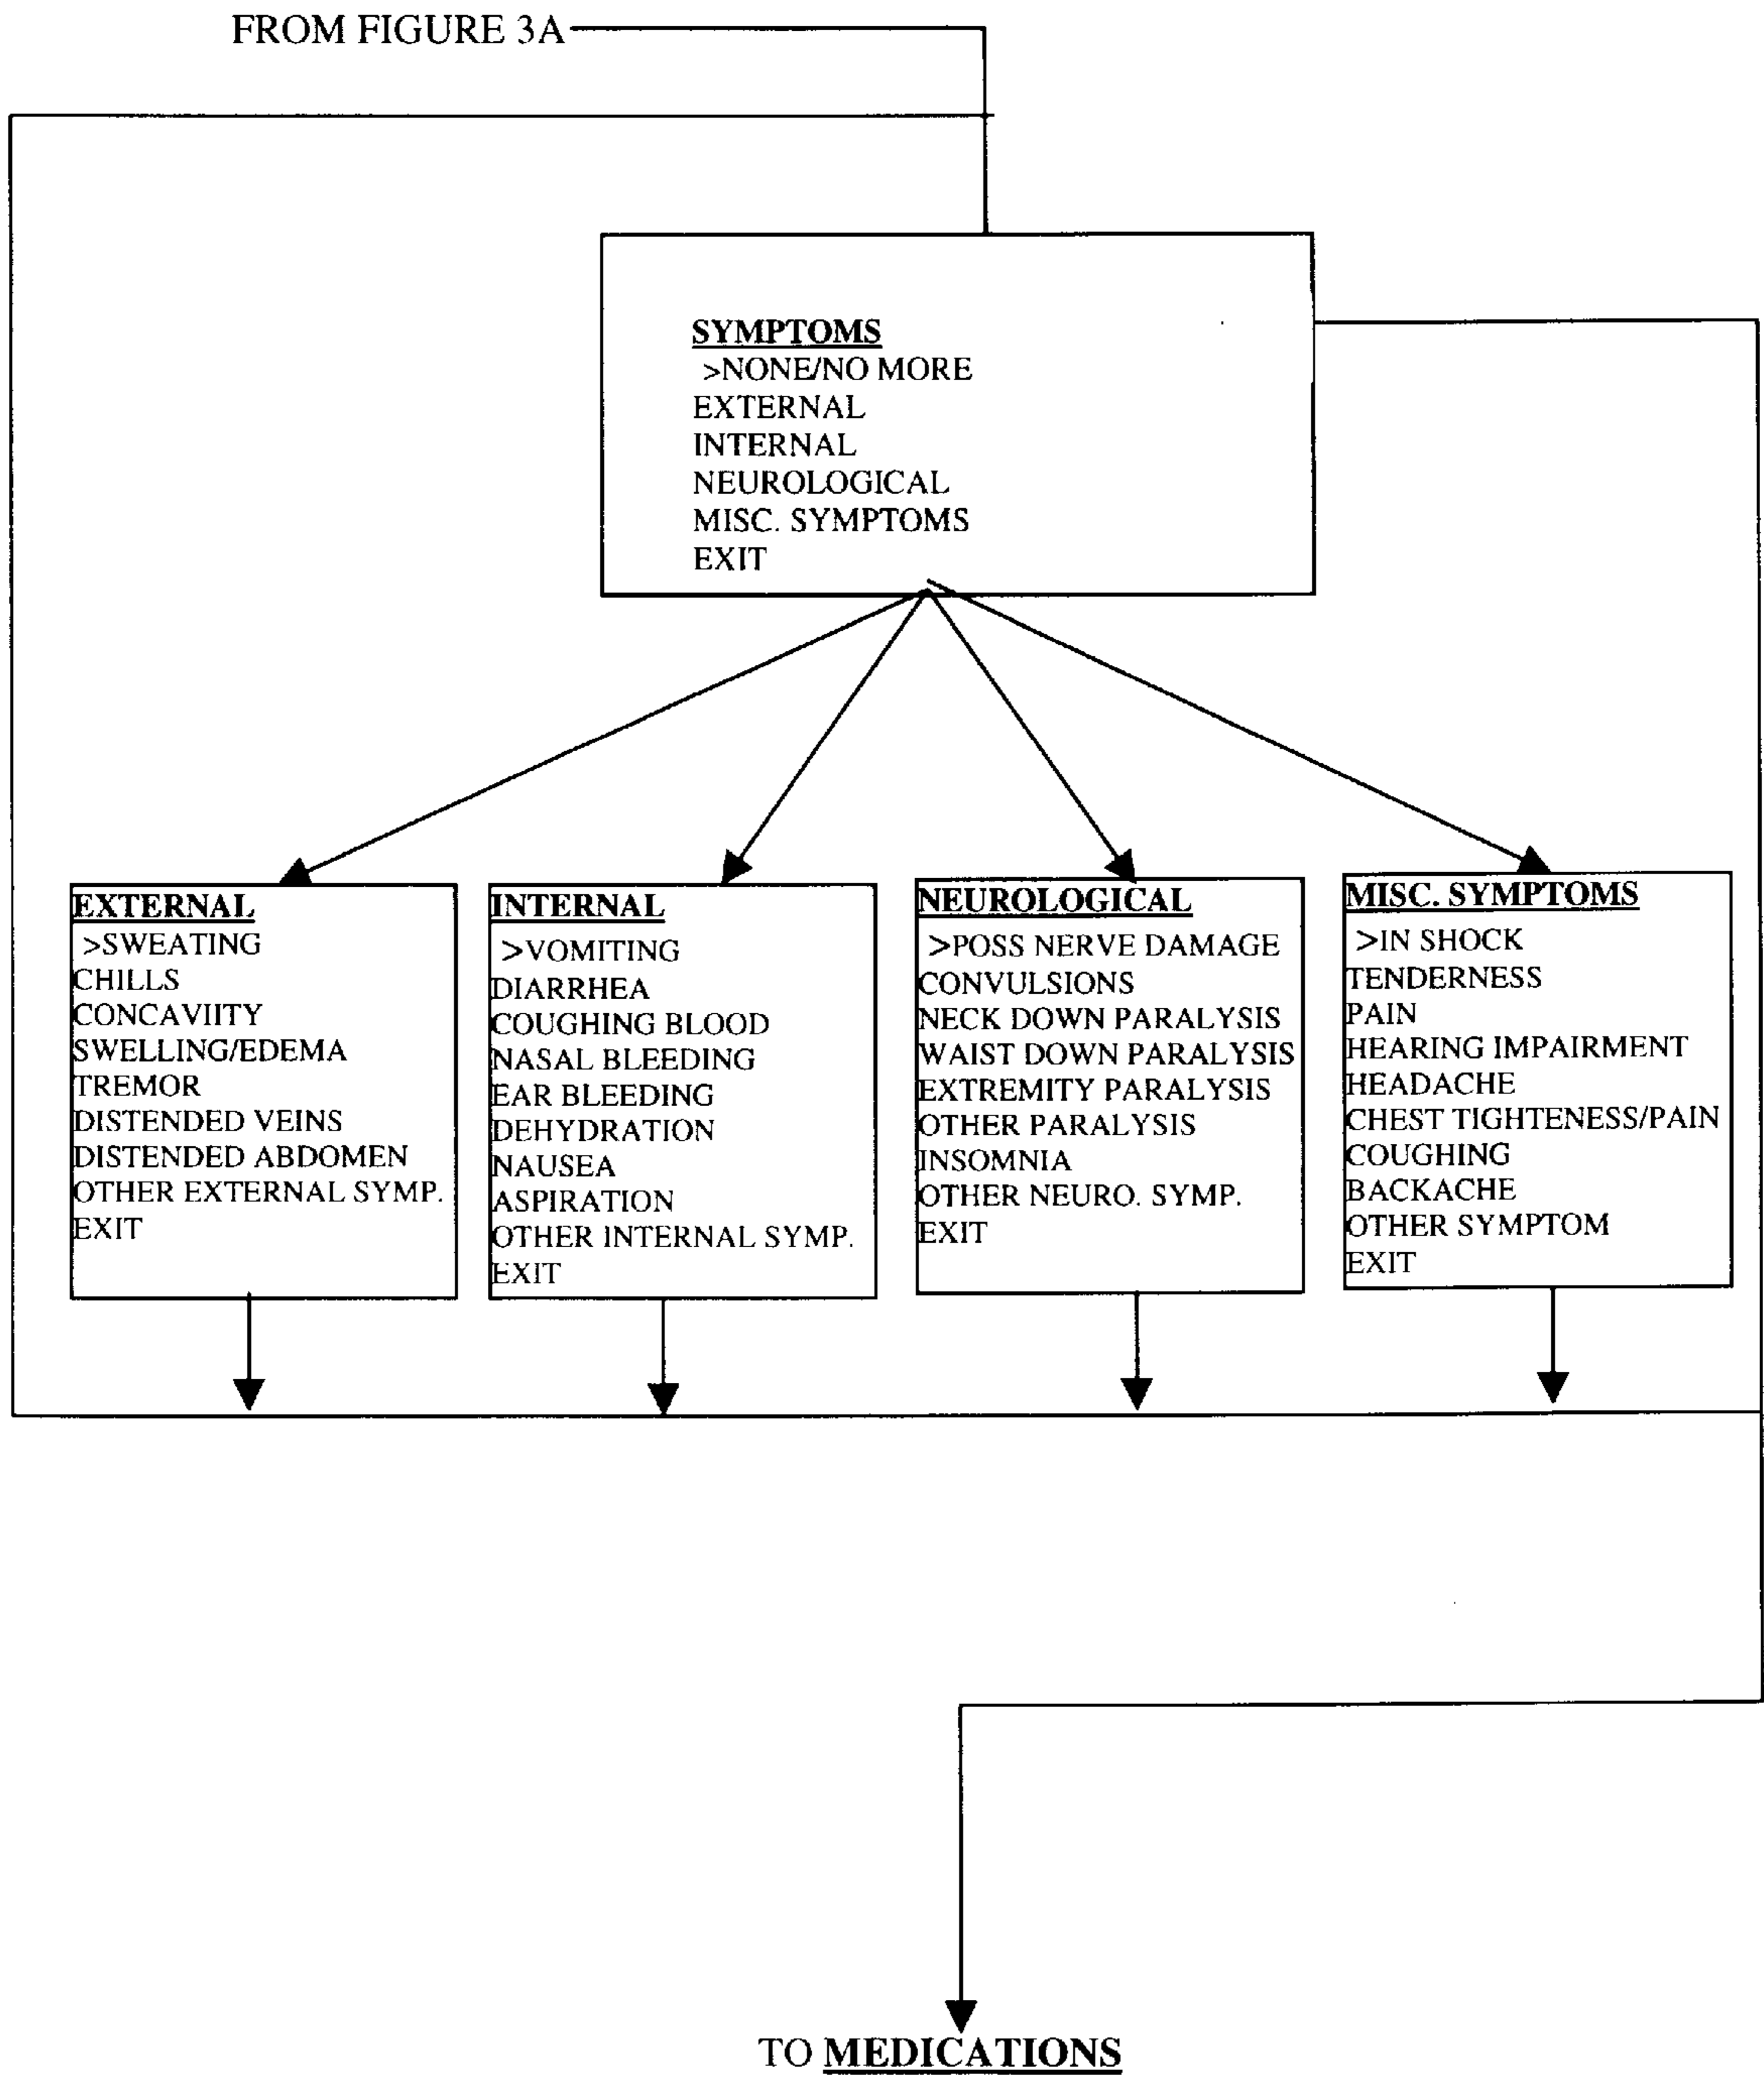 FROM FIGURE 3A
SYMPTOMS
>NONE/NO MORE
EXTERNAL
INTERNAL
NEUROLOGICAL
MISC. SYMPTOMS
EXIT
EXTERNAL
>SWEATING
CHILLS
CONCAVIITY
SWELLING/EDEMA
TREMOR
DISTENDED VEINS
DISTENDED ABDOMEN
OTHER EXTERNAL SYMP.
EXIT
INTERNAL
>VOMITING
DIARRHEA
COUGHING BLOOD
NASAL BLEEDING
EAR BLEEDING
DEHYDRATION
NAUSEA
ASPIRATION
OTHER INTERNAL SYMP.
EXIT
NEUROLOGICAL
>POSS NERVE DAMAGE
CONVULSIONS
NECK DOWN PARALYSIS
WAIST DOWN PARALYSIS
EXTREMITY PARALYSIS
OTHER PARALYSIS
INSOMNIA
OTHER NEURO. SYMP.
EXIT
MISC. SYMPTOMS
>IN SHOCK
TENDERNESS
PAIN
HEARING IMPAIRMENT
HEADACHE
CHEST TIGHTENESS/PAIN
COUGHING
BACKACHE
OTHER SYMPTOM
EXIT
TO MEDICATIONS